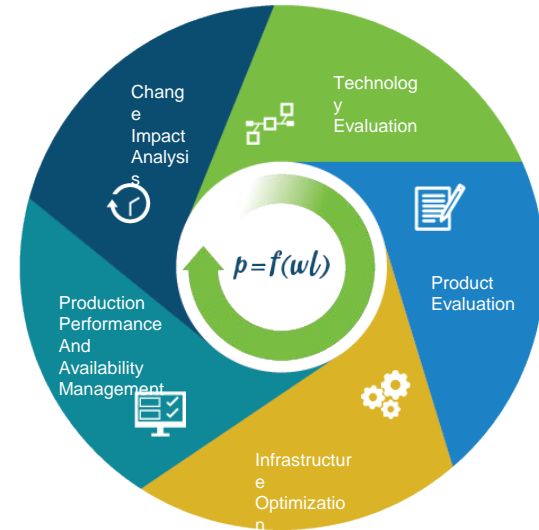 Chang
e
Impact
Analysi
s
Technolog
y
Evaluation
Product
Evaluation
Infrastructur
e
Optimizatio
n
Production
Performance
And
Availability
Management
p=f(wl)